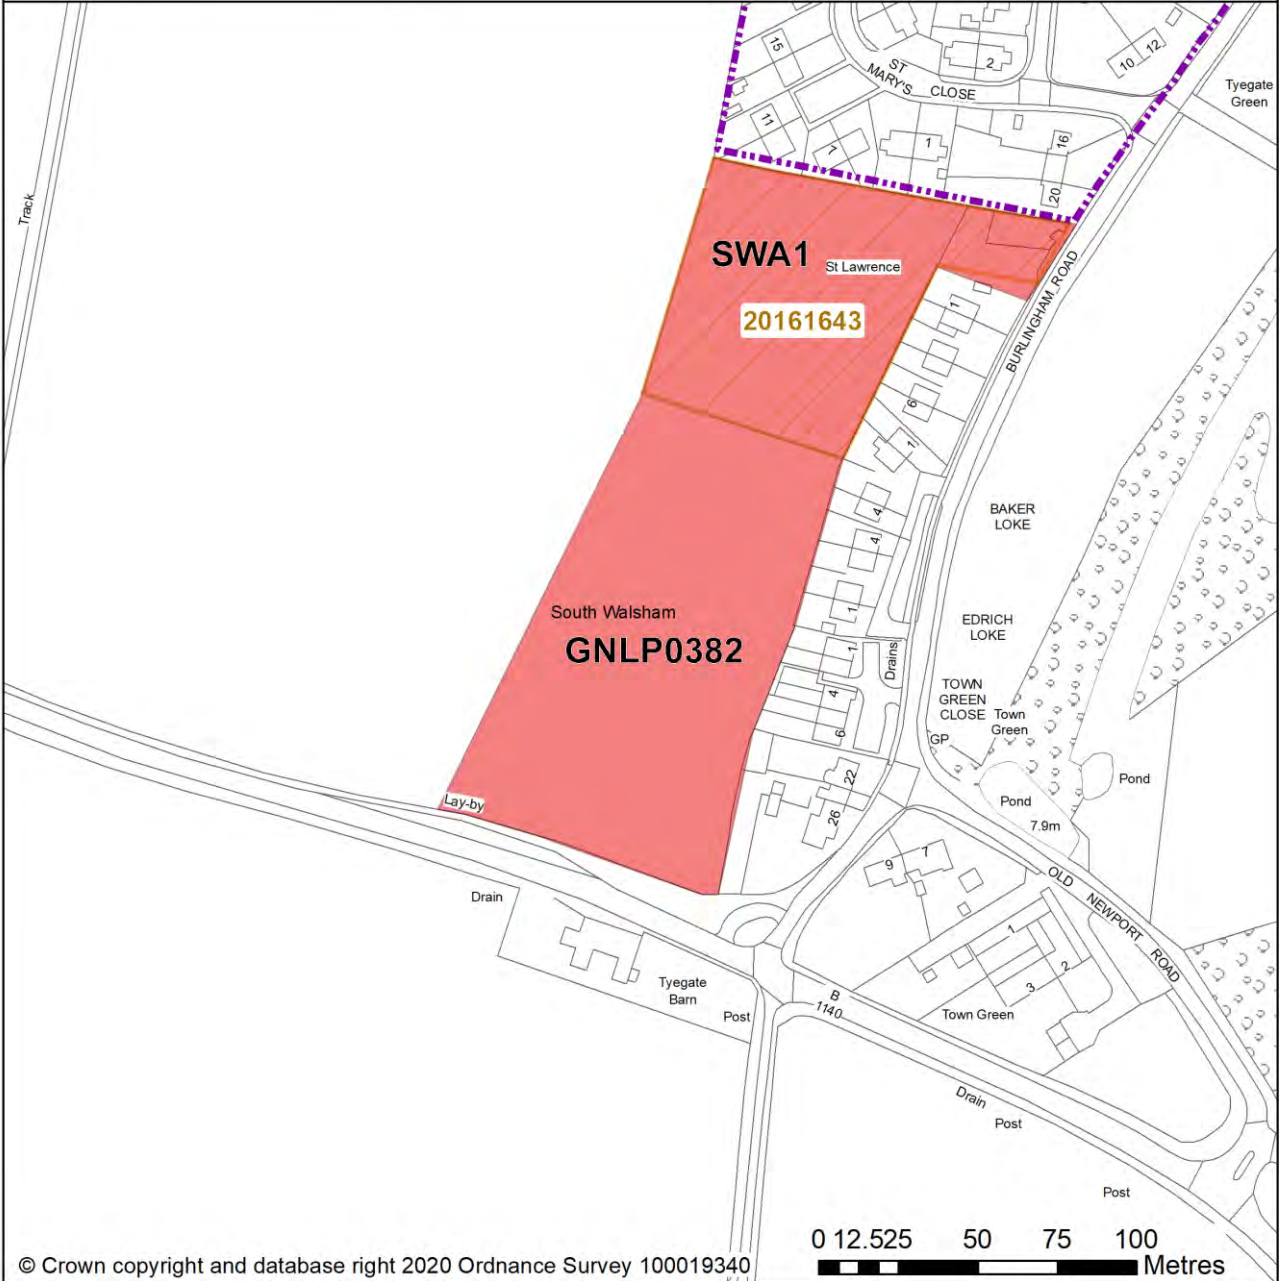 15
2
10
12
ST
MARY'S CLOSE
Tyegate
Green
11
7
1
16
20
Track
SWA1
St Lawrence
20161643
BURLINGHAM ROAD
1
6
1
BAKER
LOKE
4
4
1
EDRICH
LOKE
South Walsham
GNLP0382
1
Drains
4
6
TOWN
GREEN
CLOSE
Town
Green
GP
22
26
Pond
Pond
7.9m
Lay-by
9
7
OLD NEWPORT ROAD
Drain
1
2
3
Tyegate
Barn
Post
B
1140
Town Green
Drain
Post
Post
0 12.525 50 75 100
Metres
© Crown copyright and database right 2020 Ordnance Survey 100019340